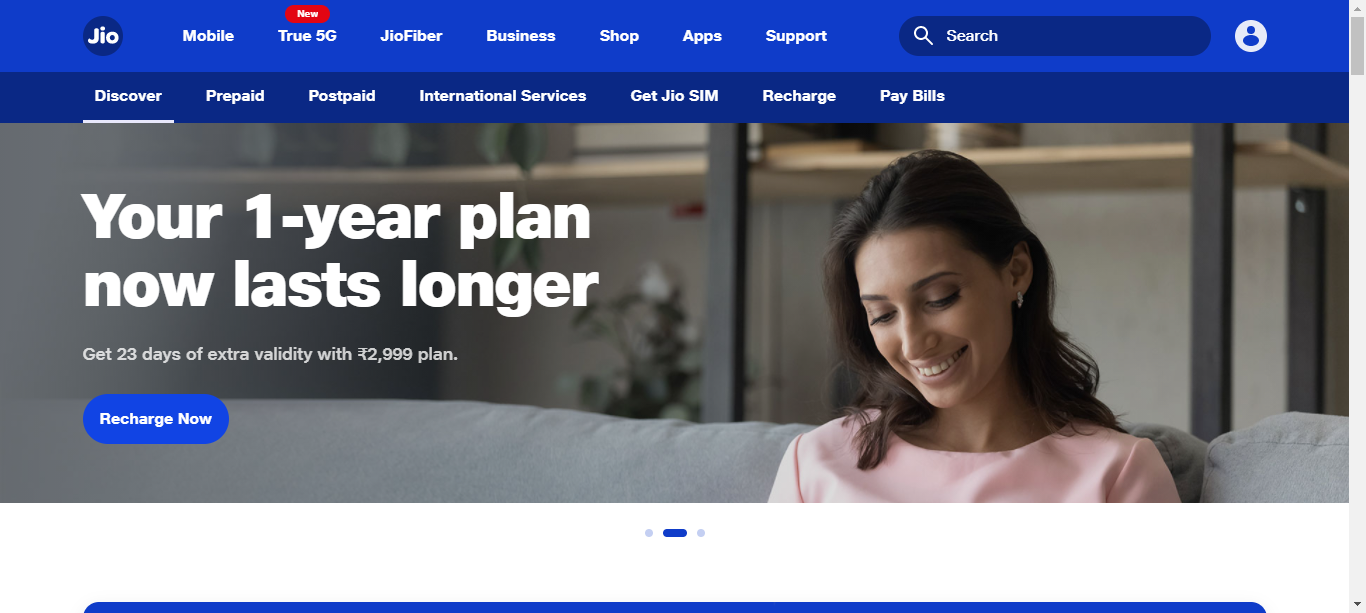 New
Jio Mobile True 5G JioFiber Business Shop Apps Support Search
Discover Prepaid Postpaid International Services Get Jio SIM Recharge Pay Bills
Your 1-year plan
now lasts longer
Get 23 days of extra validity with ₹2,999 plan.
Recharge Now